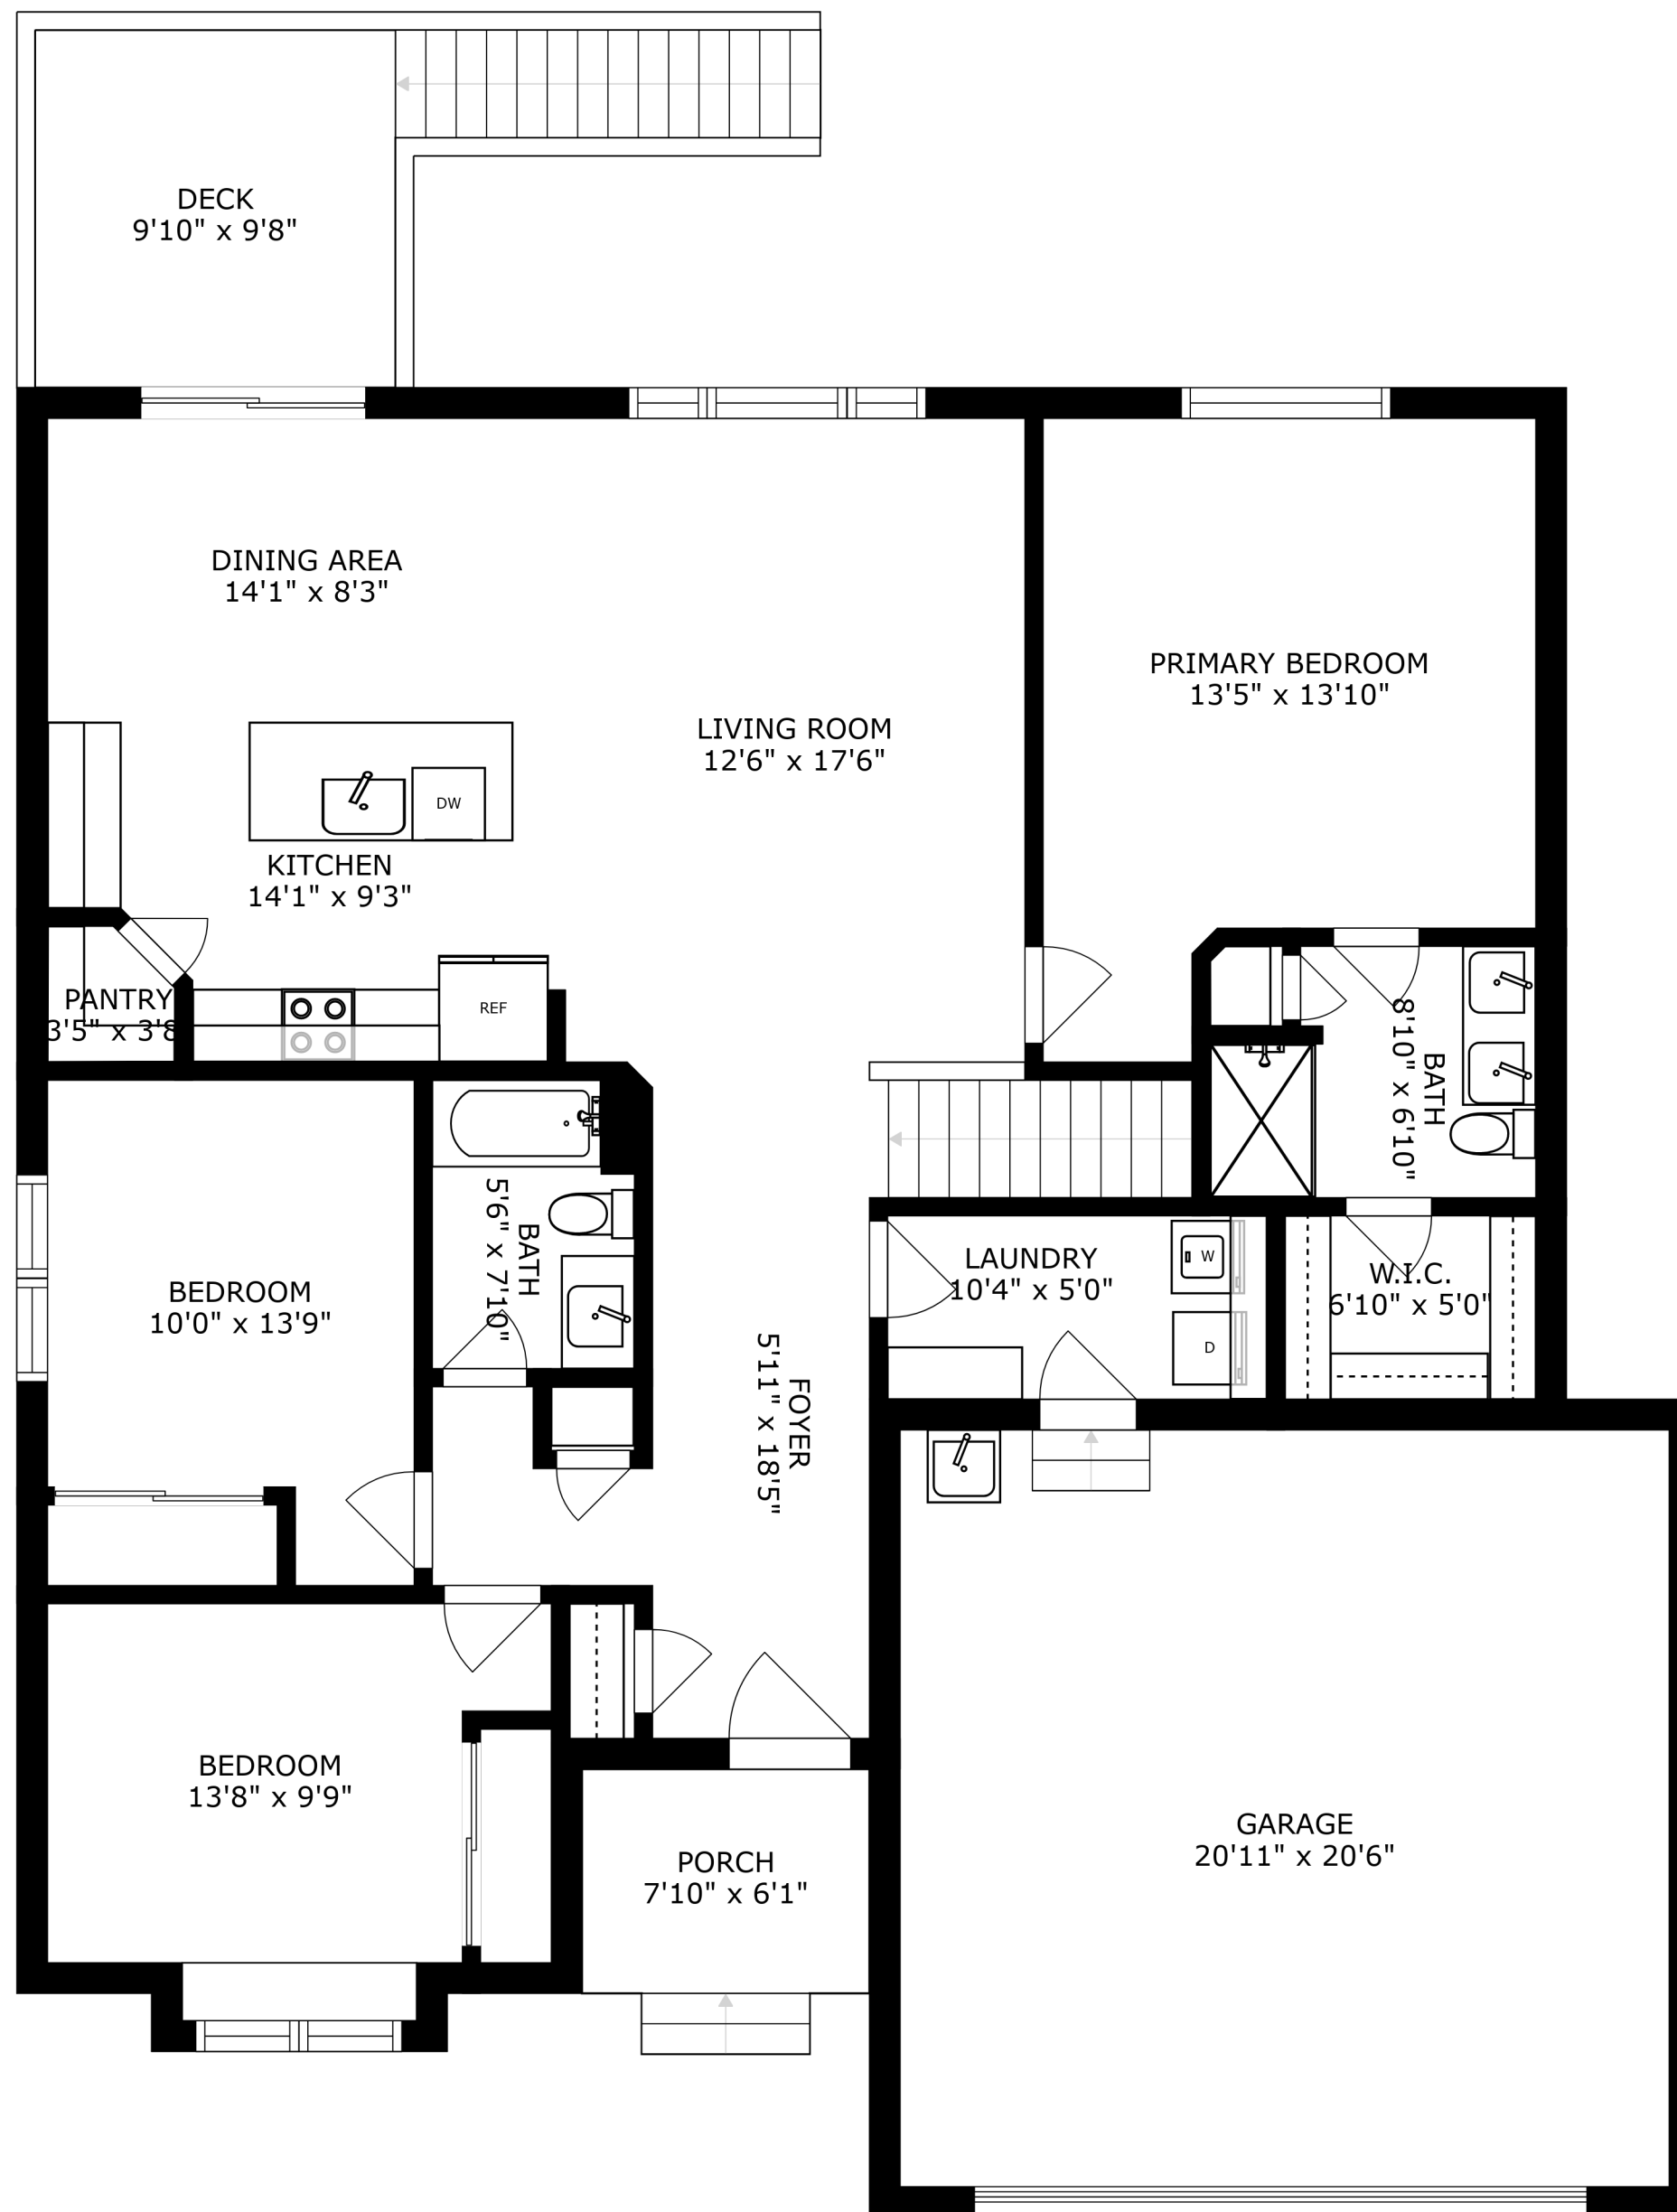 DECK
9'10" x 9'8"
DINING AREA
14'1" x 8'3"
PRIMARY BEDROOM
13'5" x 13'10"
LIVING ROOM
12'6" x 17'6"
DW
KITCHEN
14'1" x 9'3"
PANTRY
3'5" x 3'8
REF
BATH
8'10" x 6'10"
BATH
5'6" x 7'10"
LAUNDRY
10'4" x 5'0"
W
D
W.I.C.
6'10" x 5'0"
BEDROOM
10'0" x 13'9"
FOYER
5'11" x 18'5"
BEDROOM
13'8" x 9'9"
PORCH
7'10" x 6'1"
GARAGE
20'11" x 20'6"